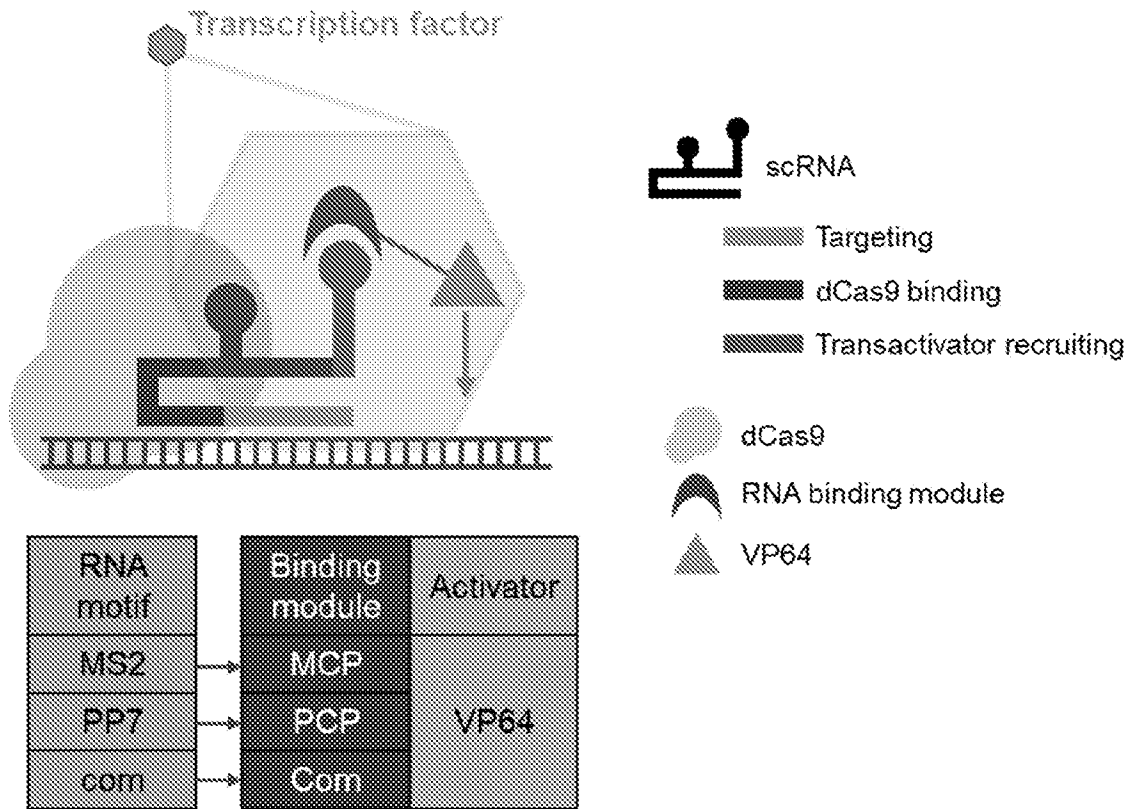 Transcription factor
scRNA
Targeting
dCas9 binding
Transactivator recruiting
dCas9
RNA binding module
VP64
RNA
motif
Binding
module
Activator
MS2
MCP
PP7
PCP
VP64
com
Com